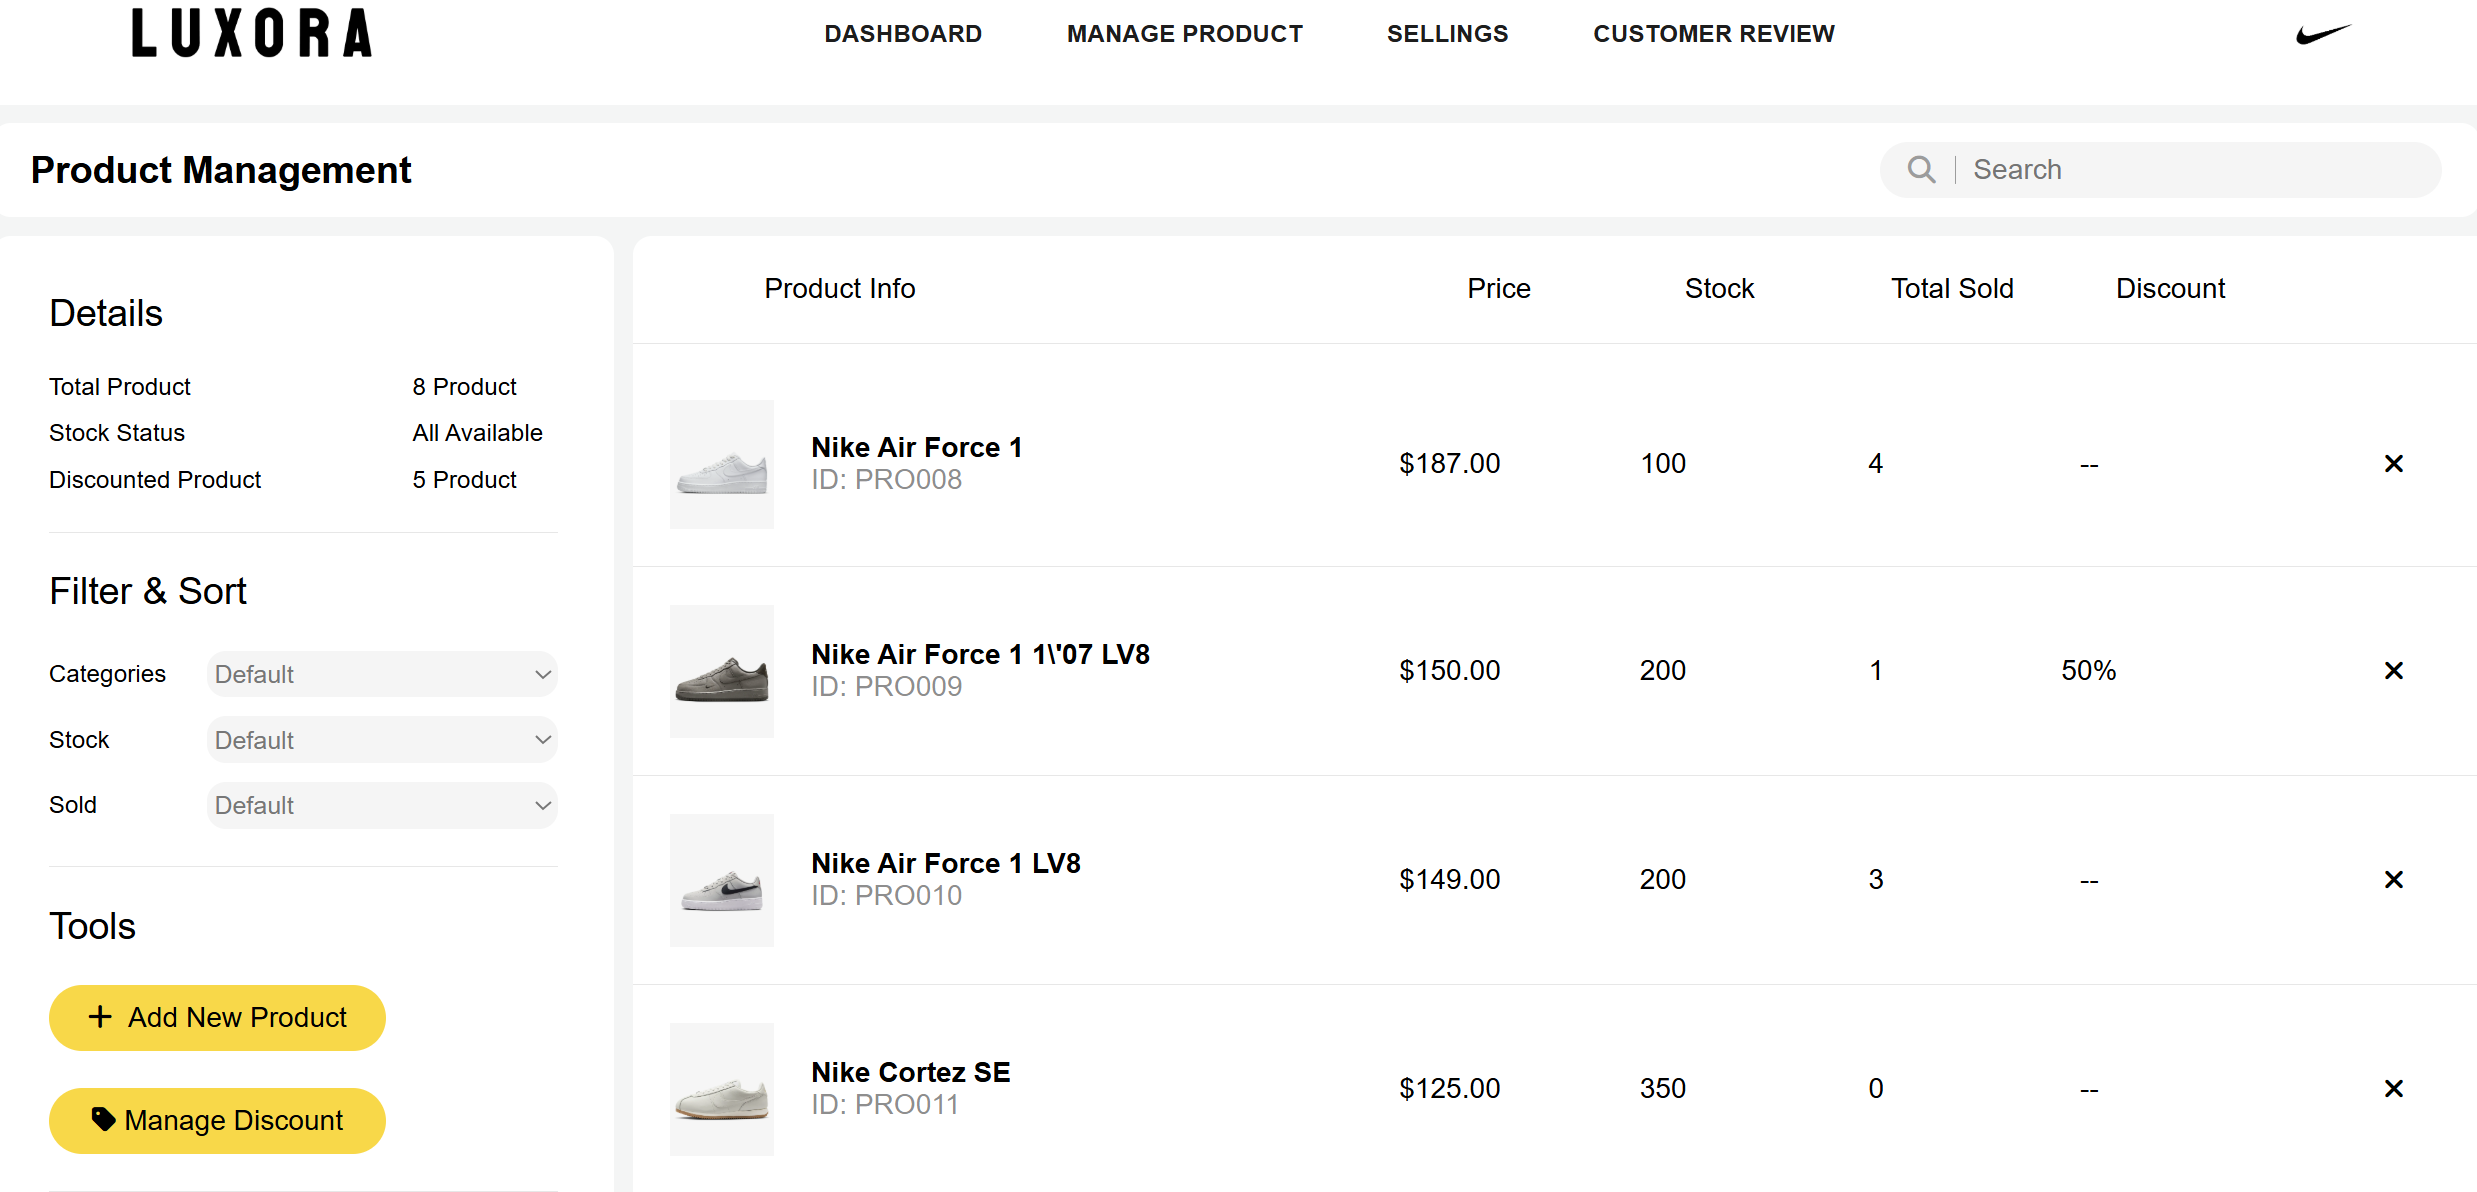 LUXORA
DASHBOARD MANAGE PRODUCT SELLINGS CUSTOMER REVIEW
Product Management
Search
Details
Total Product 8 Product
Stock Status All Available
Discounted Product 5 Product
Filter & Sort
Categories Default
Stock Default
Sold Default
Tools
Add New Product
Manage Discount
Product Info Price Stock Total Sold Discount
Nike Air Force 1
ID: PRO008
$187.00 100 4 --
Nike Air Force 1 1\'07 LV8
ID: PRO009
$150.00 200 1 50%
Nike Air Force 1 LV8
ID: PRO010
$149.00 200 3 --
Nike Cortez SE
ID: PRO011
$125.00 350 0 --